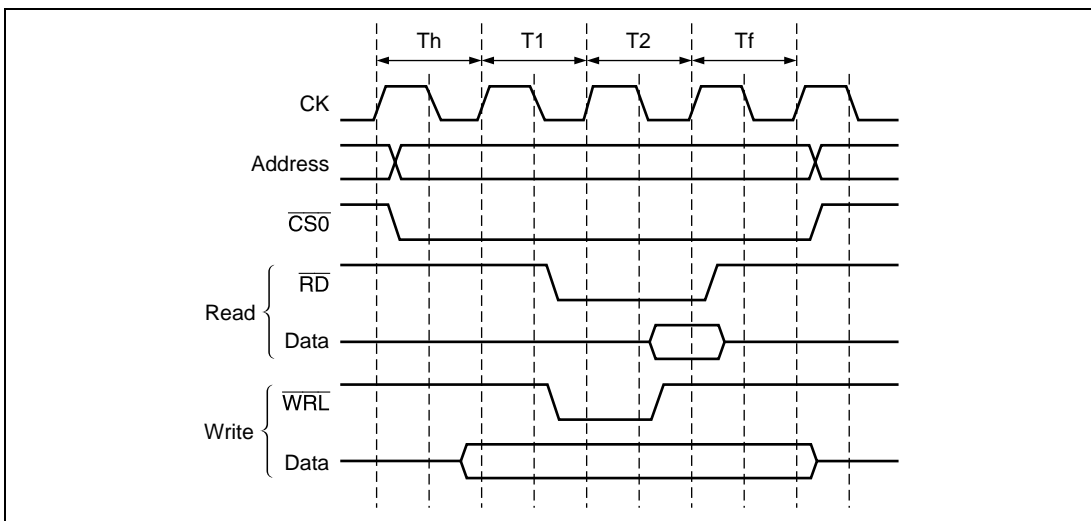 Th T1 T2 Tf
CK
Address
CS0
RD
Read
Data
WRL
Write
Data